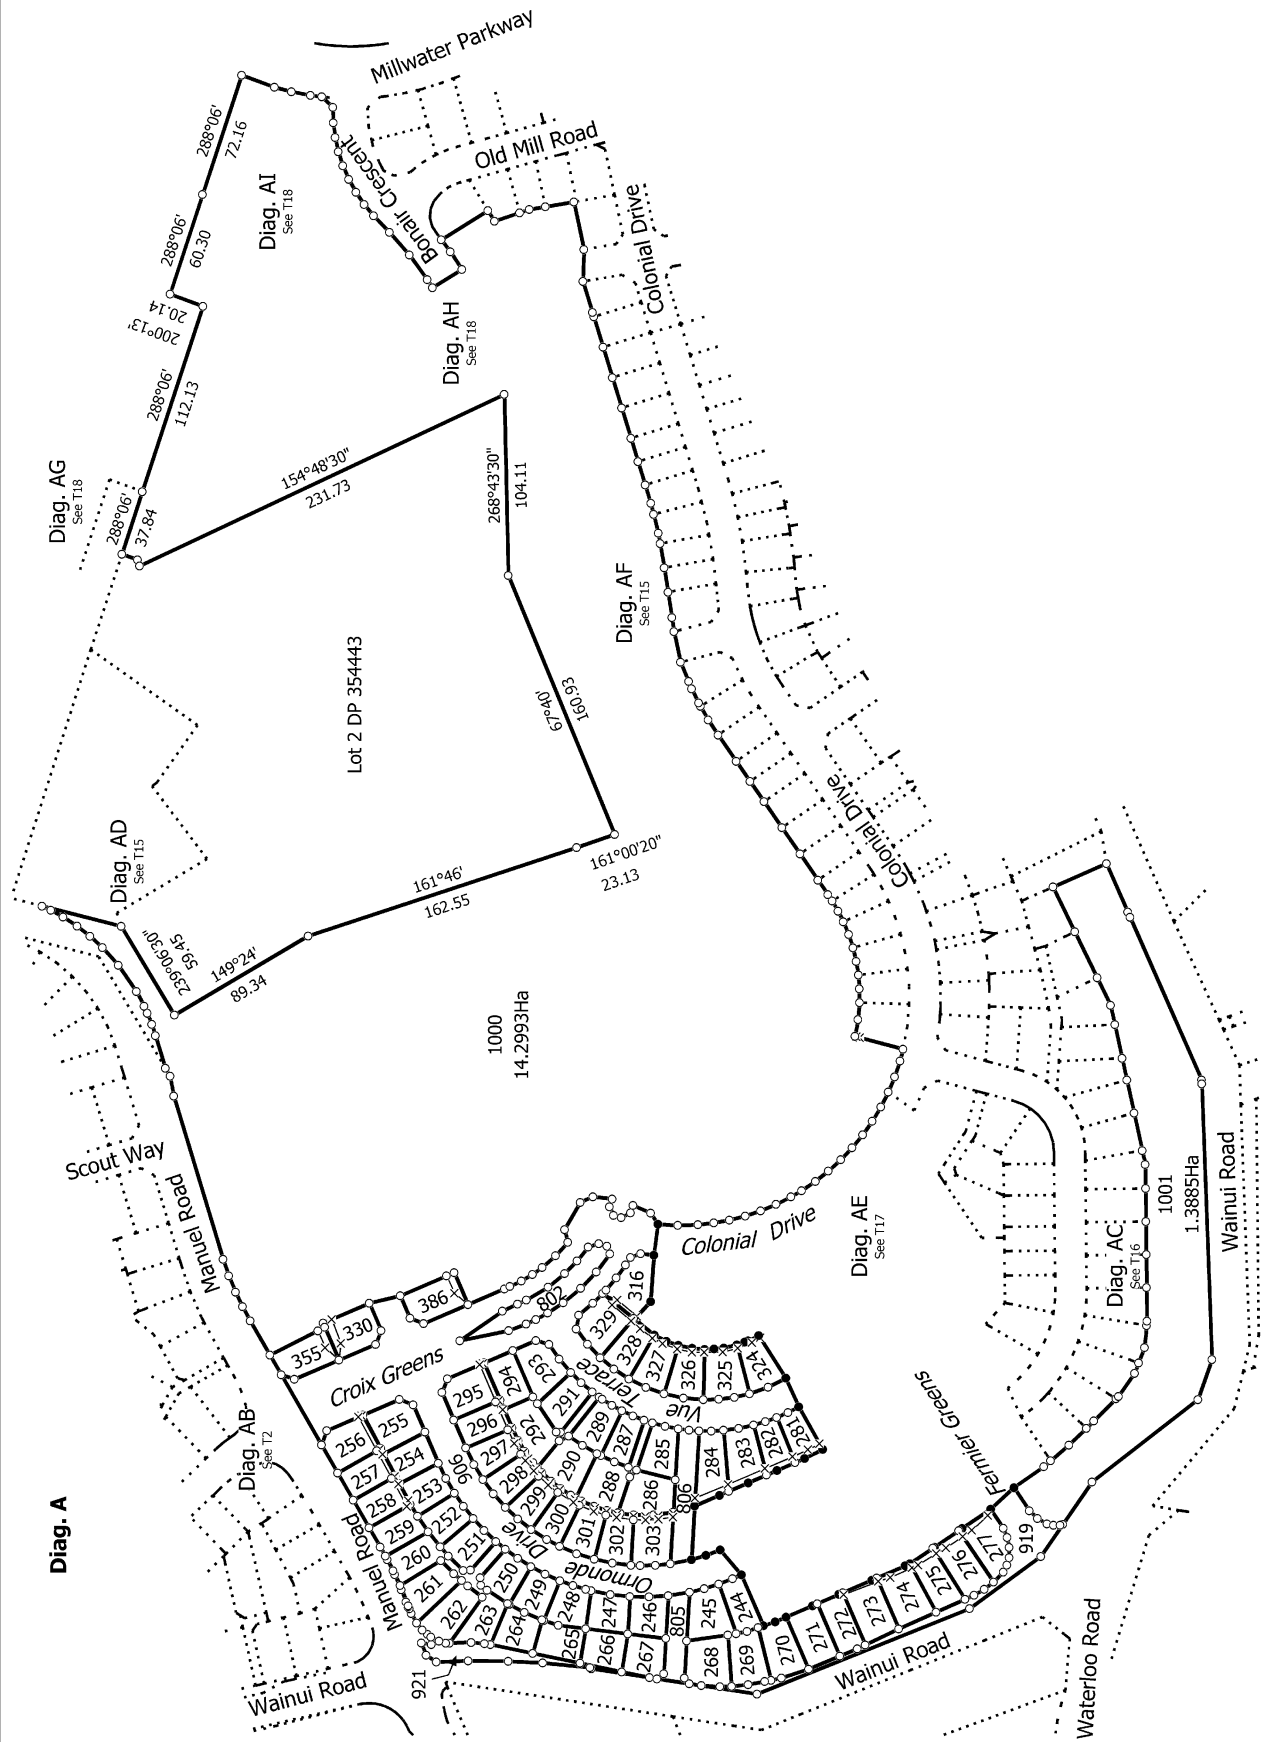 Diag. A
Millwater Parkway
Old Mill Road
Bonair Crescent
Colonial Drive
288°06'
72.16
Diag. AI
See T18
288°06'
60.30
20.14
200°13'
288°06'
112.13
Diag. AH
See T18
Diag. AG
See T18
288°06'
37.84
154°48'30"
231.73
268°43'30"
104.11
Diag. AF
See T15
Lot 2 DP 354443
67°40'
160.93
Diag. AD
See T15
239°06'30"
59.45
149°24'
89.34
161°46'
162.55
161°00'20"
23.13
Colonial Drive
1000
14.2993Ha
Scout Way
Manuel Road
Colonial Drive
Diag. AE
See T17
1001
1.3885Ha
Wainui Road
Diag. AC
See T16
Fermier Greens
Diag. AB
See T2
Croix Greens
355
330
386
802
316
329
328
327
326
325
324
Vue Terrace
256
255
257
254
258
253
259
252
260
251
261
250
262
249
263
248
264
247
265
246
266
805
267
245
268
244
269
906
295
294
293
296
292
291
297
298
290
289
299
288
287
300
286
285
301
302
303
806
284
283
282
281
Ormonde Drive
270
271
272
273
274
275
276
277
919
921
Manuel Road
Wainui Road
Wainui Road
Waterloo Road